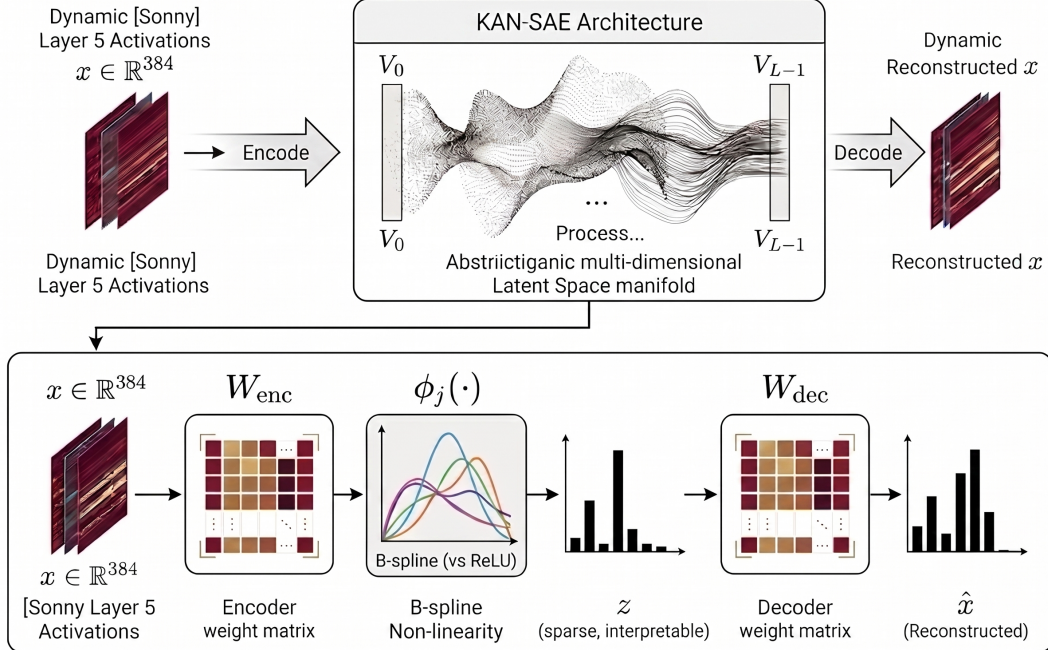 Dynamic [Sonny]
Layer 5 Activations
x ∈ ℝ³⁸⁴
Dynamic [Sonny]
Layer 5 Activations
Encode
KAN-SAE Architecture
V₀
V_{L−1}
...
V₀
V_{L−1}
Process...
Abstriictiganic multi-dimensional
Latent Space manifold
Decode
Dynamic
Reconstructed x
Reconstructed x
x ∈ ℝ³⁸⁴
x ∈ ℝ³⁸⁴
[Sonny Layer 5
Activations
W_enc
...
Encoder
weight matrix
ϕ_j(·)
B-spline (vs ReLU)
B-spline
Non-linearity
z
(sparse, interpretable)
W_dec
...
Decoder
weight matrix
x̂
(Reconstructed)